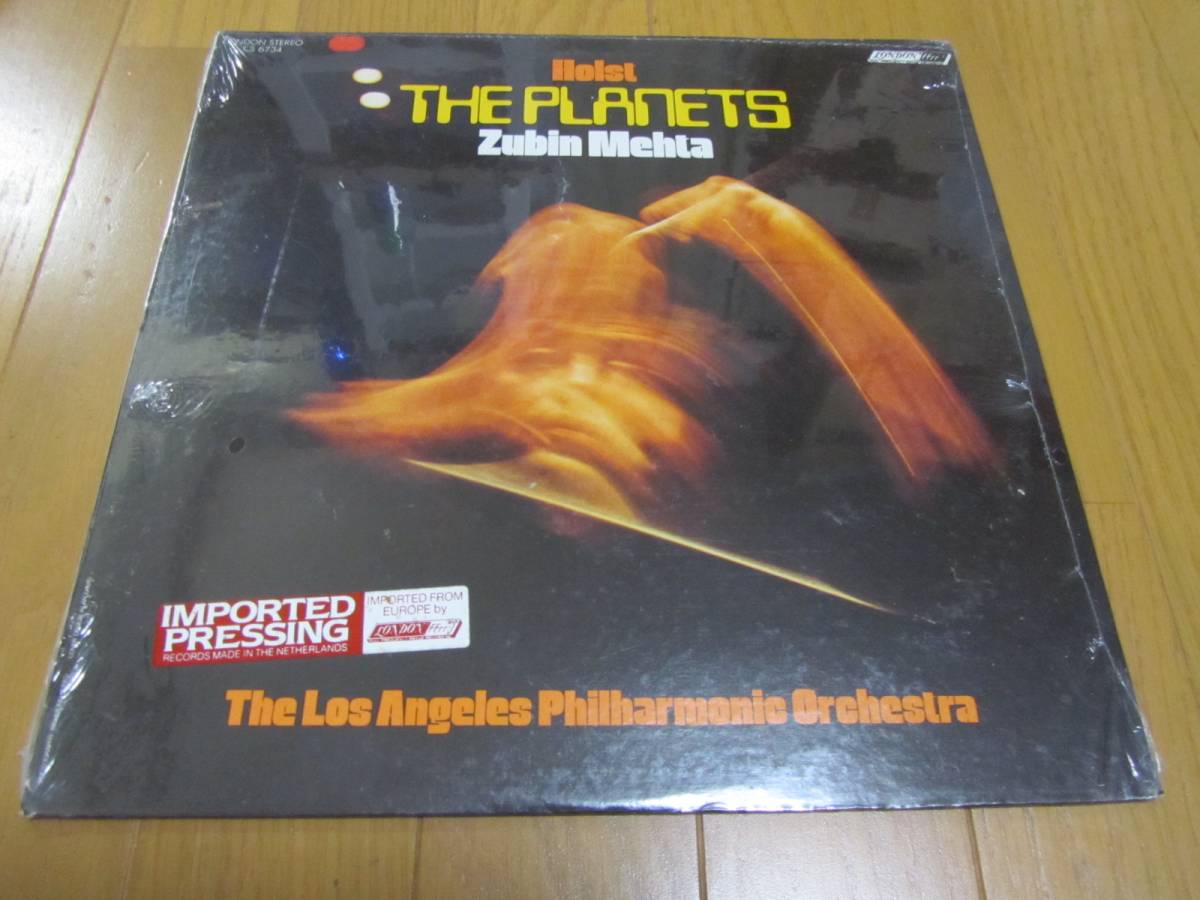 LONDON STEREO
CS 6734
LONDON ffrr
Holst
THE PLANETS
Zubin Mehta
IMPORTED
PRESSING
RECORDS MADE IN THE NETHERLANDS
IMPORTED FROM
EUROPE by
LONDON ffrr
The Los Angeles Philharmonic Orchestra